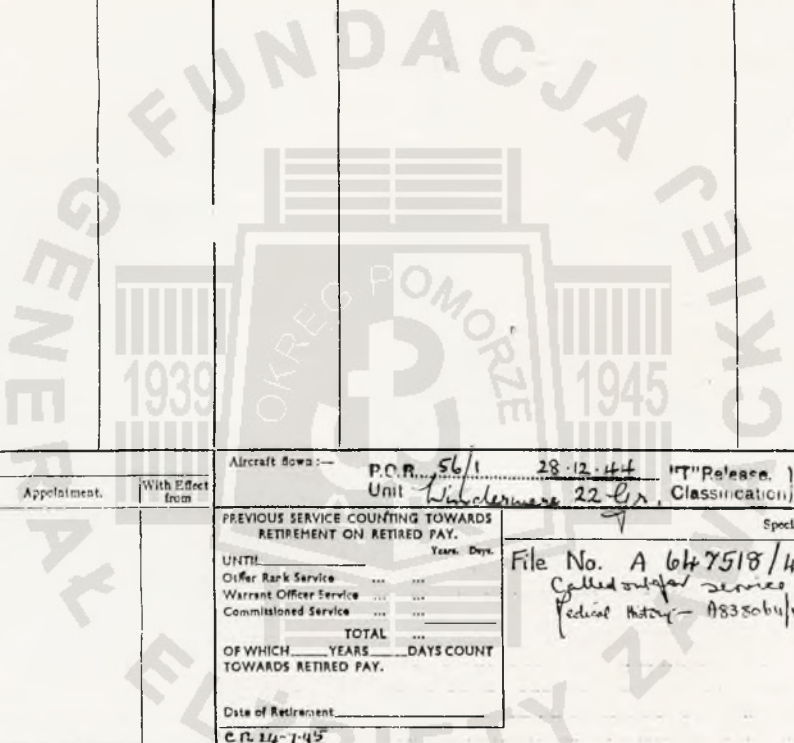 FUNDACJA GENERAŁ ELŻBIETY ZAWACKIEJ
OKRĘG POMORZE
1939
1945
Appointment.
With Effect
from
Aircraft flown :—
P.O.R. 56/1 28.12.44
Unit Windermere 22 Gr.
"T" Release.
Classification
PREVIOUS SERVICE COUNTING TOWARDS
RETIREMENT ON RETIRED PAY.
Years. Days.
UNTIL
Other Rank Service ... ...
Warrant Officer Service ... ...
Commissioned Service ... ...
TOTAL ...
OF WHICH YEARS DAYS COUNT
TOWARDS RETIRED PAY.
Date of Retirement
CR 14-7-45
File No. A 647518/4
Called for service
Medical History — A838064/